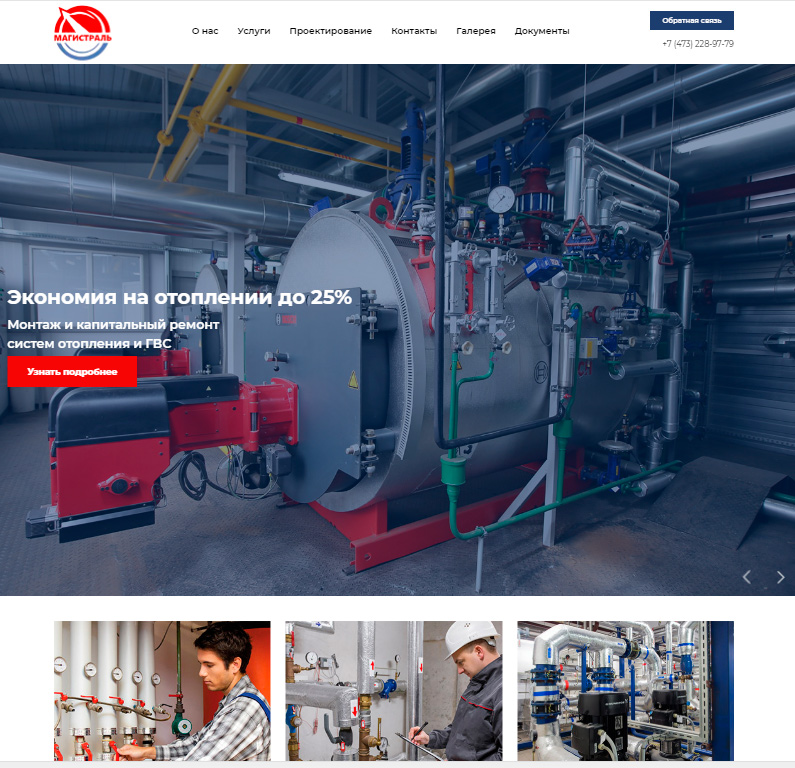 МАГИСТРАЛЬ
О нас
Услуги
Проектирование
Контакты
Галерея
Документы
Обратная связь
+7 (473) 228-97-79
Экономия на отоплении до 25%
Монтаж и капитальный ремонт
систем отопления и ГВС
Узнать подробнее